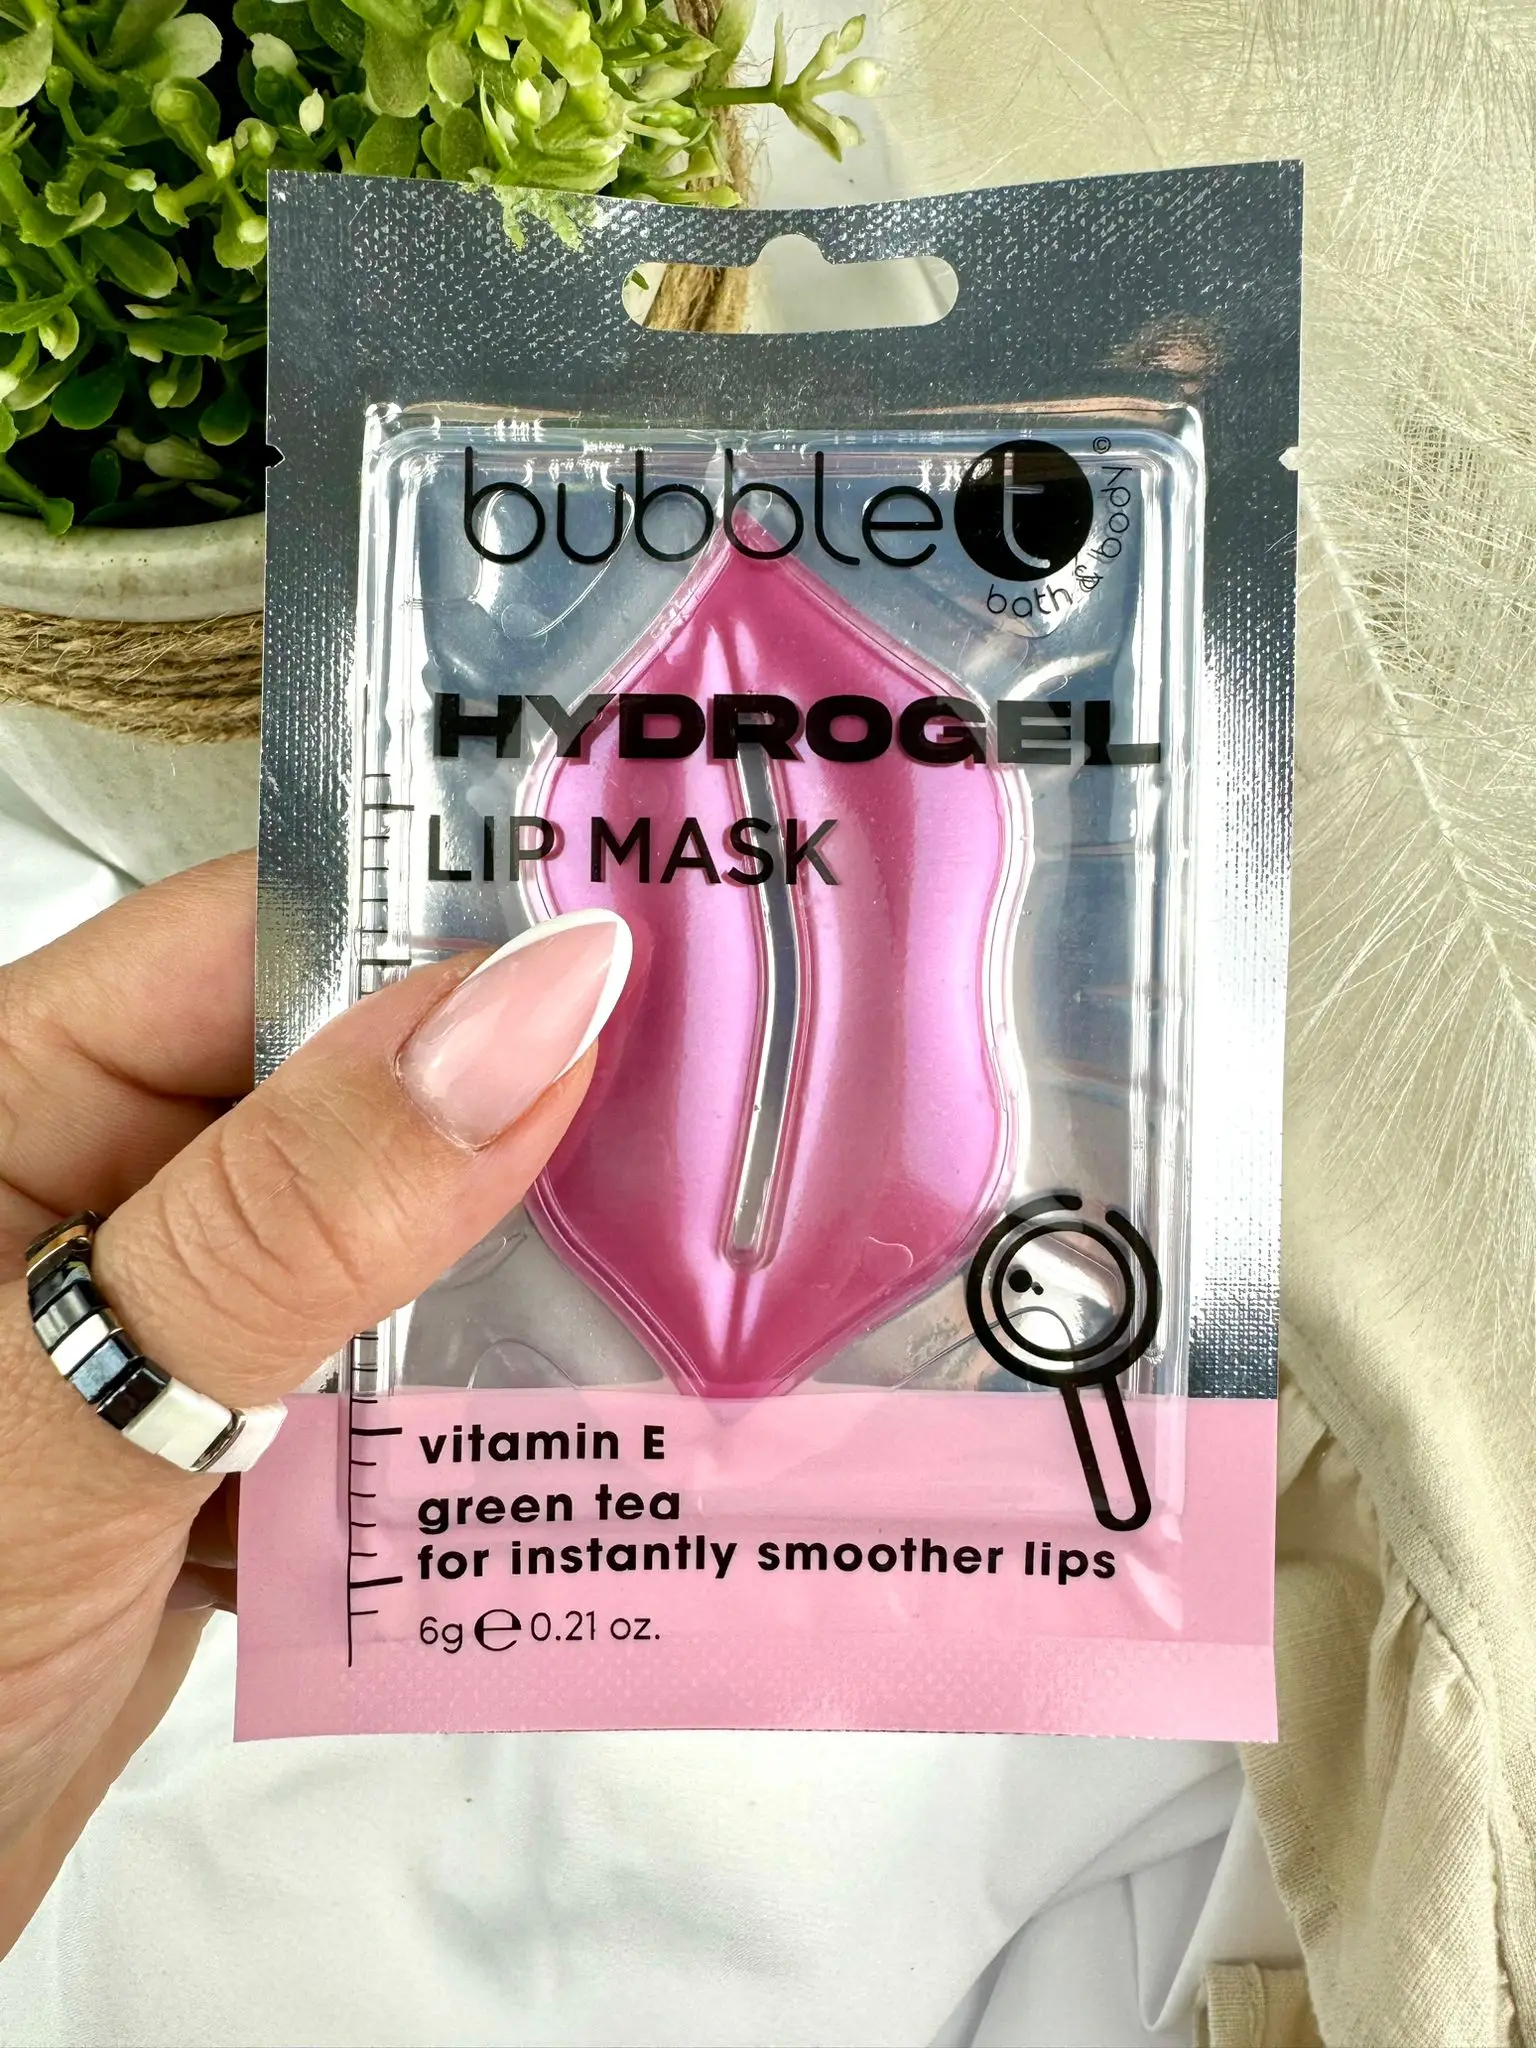 bubble t
bath & body ©
HYDROGEL
LIP MASK
vitamin E
green tea
for instantly smoother lips
6g ℮ 0.21 oz.